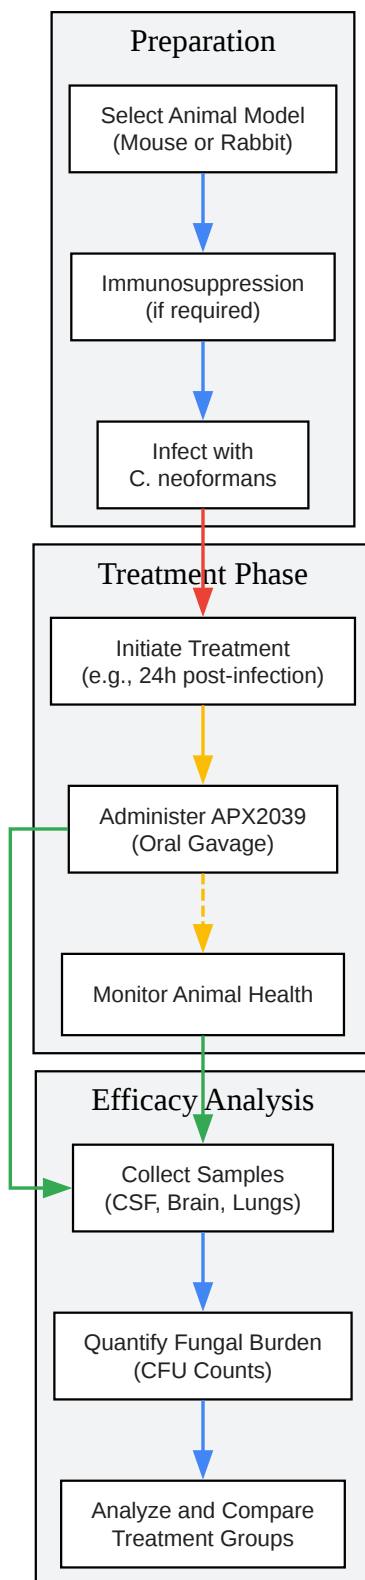 Preparation
Select Animal Model
(Mouse or Rabbit)
Immunosuppression
(if required)
Infect with
C. neoformans
Treatment Phase
Initiate Treatment
(e.g., 24h post-infection)
Administer APX2039
(Oral Gavage)
Monitor Animal Health
Efficacy Analysis
Collect Samples
(CSF, Brain, Lungs)
Quantify Fungal Burden
(CFU Counts)
Analyze and Compare
Treatment Groups